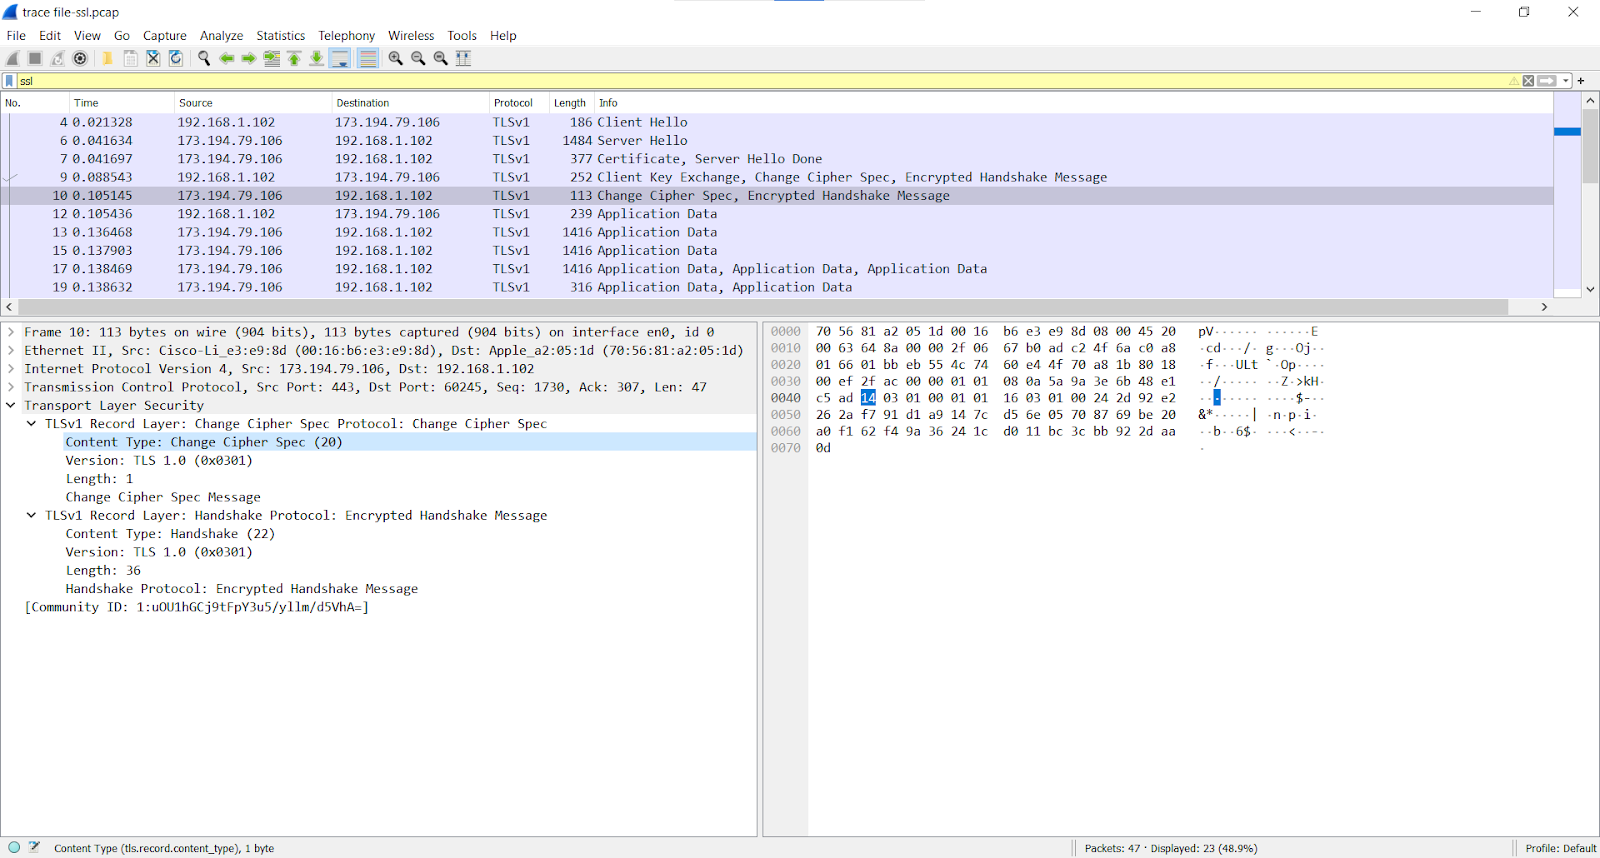 trace file-ssl.pcap
File Edit View Go Capture Analyze Statistics Telephony Wireless Tools Help
ssl
No. Time Source Destination Protocol Length Info
4 0.021328 192.168.1.102 173.194.79.106 TLSv1 186 Client Hello
6 0.041634 173.194.79.106 192.168.1.102 TLSv1 1484 Server Hello
7 0.041697 173.194.79.106 192.168.1.102 TLSv1 377 Certificate, Server Hello Done
9 0.088543 192.168.1.102 173.194.79.106 TLSv1 252 Client Key Exchange, Change Cipher Spec, Encrypted Handshake Message
10 0.105145 173.194.79.106 192.168.1.102 TLSv1 113 Change Cipher Spec, Encrypted Handshake Message
12 0.105436 192.168.1.102 173.194.79.106 TLSv1 239 Application Data
13 0.136468 173.194.79.106 192.168.1.102 TLSv1 1416 Application Data
15 0.137903 173.194.79.106 192.168.1.102 TLSv1 1416 Application Data
17 0.138469 173.194.79.106 192.168.1.102 TLSv1 1416 Application Data, Application Data, Application Data
19 0.138632 173.194.79.106 192.168.1.102 TLSv1 316 Application Data, Application Data
Frame 10: 113 bytes on wire (904 bits), 113 bytes captured (904 bits) on interface en0, id 0
Ethernet II, Src: Cisco-Li_e3:e9:8d (00:16:b6:e3:e9:8d), Dst: Apple_a2:05:1d (70:56:81:a2:05:1d)
Internet Protocol Version 4, Src: 173.194.79.106, Dst: 192.168.1.102
Transmission Control Protocol, Src Port: 443, Dst Port: 60245, Seq: 1730, Ack: 307, Len: 47
Transport Layer Security
TLSv1 Record Layer: Change Cipher Spec Protocol: Change Cipher Spec
Content Type: Change Cipher Spec (20)
Version: TLS 1.0 (0x0301)
Length: 1
Change Cipher Spec Message
TLSv1 Record Layer: Handshake Protocol: Encrypted Handshake Message
Content Type: Handshake (22)
Version: TLS 1.0 (0x0301)
Length: 36
Handshake Protocol: Encrypted Handshake Message
[Community ID: 1:uOU1hGCj9tFpY3u5/yllm/d5VhA=]
0000 70 56 81 a2 05 1d 00 16 b6 e3 e9 8d 08 00 45 20 pV······ ······E
0010 00 63 64 8a 00 00 2f 06 67 b0 ad c2 4f 6a c0 a8 ·cd···/· g···Oj··
0020 01 66 01 bb eb 55 4c 74 60 e4 4f 70 a8 1b 80 18 ·f···ULt `·Op····
0030 00 ef 2f ac 00 00 01 01 08 0a 5a 9a 3e 6b 48 e1 ··/····· ··Z·>kH·
0040 c5 ad 14 03 01 00 01 01 16 03 01 00 24 2d 92 e2 ········ ····$-··
0050 26 2a f7 91 d1 a9 14 7c d5 6e 05 70 87 69 be 20 &*·····| ·n·p·i·
0060 a0 f1 62 f4 9a 36 24 1c d0 11 bc 3c bb 92 2d aa ··b··6$· ···<··-·
0070 0d ·
Content Type (tls.record.content_type), 1 byte
Packets: 47 · Displayed: 23 (48.9%)
Profile: Default